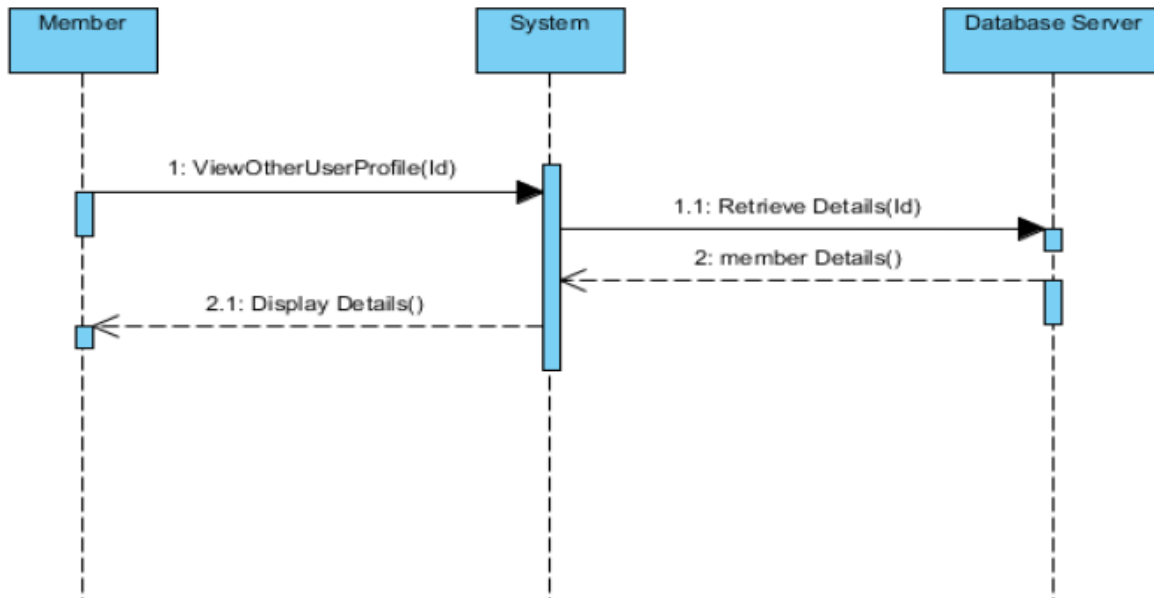 Member
System
Database Server
1: ViewOtherUserProfile(Id)
1.1: Retrieve Details(Id)
2: member Details()
2.1: Display Details()